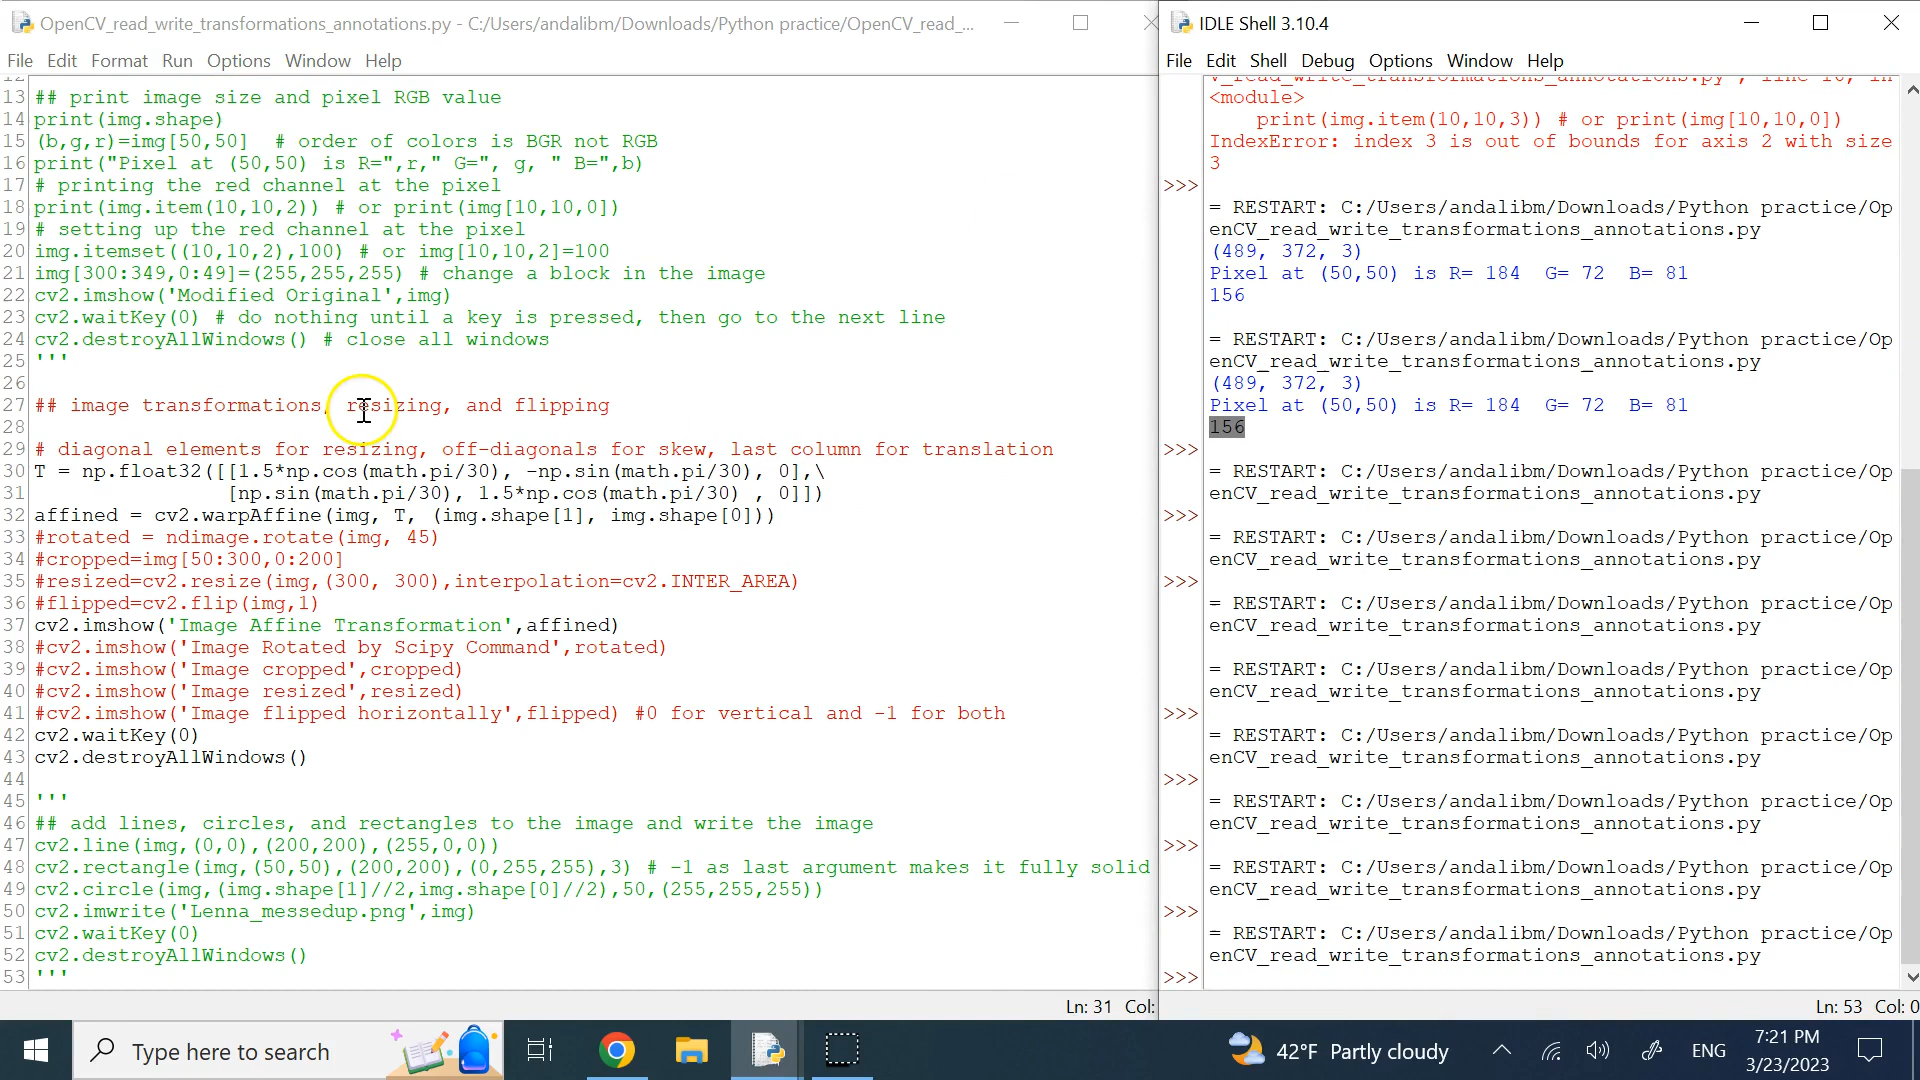 OpenCV_read_write_transformations_annotations.py - C:/Users/andalibm/Downloads/Python practice/OpenCV_read_...
File Edit Format Run Options Window Help
12
13 ## print image size and pixel RGB value
14 print(img.shape)
15 (b,g,r)=img[50,50]  # order of colors is BGR not RGB
16 print("Pixel at (50,50) is R=",r," G=", g, " B=",b)
17 # printing the red channel at the pixel
18 print(img.item(10,10,2)) # or print(img[10,10,0])
19 # setting up the red channel at the pixel
20 img.itemset((10,10,2),100) # or img[10,10,2]=100
21 img[300:349,0:49]=(255,255,255) # change a block in the image
22 cv2.imshow('Modified Original',img)
23 cv2.waitKey(0) # do nothing until a key is pressed, then go to the next line
24 cv2.destroyAllWindows() # close all windows
25 '''
26
27 ## image transformations, resizing, and flipping
28
29 # diagonal elements for resizing, off-diagonals for skew, last column for translation
30 T = np.float32([[1.5*np.cos(math.pi/30), -np.sin(math.pi/30), 0],\
31 [np.sin(math.pi/30), 1.5*np.cos(math.pi/30) , 0]])
32 affined = cv2.warpAffine(img, T, (img.shape[1], img.shape[0]))
33 #rotated = ndimage.rotate(img, 45)
34 #cropped=img[50:300,0:200]
35 #resized=cv2.resize(img,(300, 300),interpolation=cv2.INTER_AREA)
36 #flipped=cv2.flip(img,1)
37 cv2.imshow('Image Affine Transformation',affined)
38 #cv2.imshow('Image Rotated by Scipy Command',rotated)
39 #cv2.imshow('Image cropped',cropped)
40 #cv2.imshow('Image resized',resized)
41 #cv2.imshow('Image flipped horizontally',flipped) #0 for vertical and -1 for both
42 cv2.waitKey(0)
43 cv2.destroyAllWindows()
44
45 '''
46 ## add lines, circles, and rectangles to the image and write the image
47 cv2.line(img,(0,0),(200,200),(255,0,0))
48 cv2.rectangle(img,(50,50),(200,200),(0,255,255),3) # -1 as last argument makes it fully solid
49 cv2.circle(img,(img.shape[1]//2,img.shape[0]//2),50,(255,255,255))
50 cv2.imwrite('Lenna_messedup.png',img)
51 cv2.waitKey(0)
52 cv2.destroyAllWindows()
53 '''
Ln: 31 Col:
IDLE Shell 3.10.4
File Edit Shell Debug Options Window Help
V_read_write_transformations_annotations.py", line 18, in
<module>
print(img.item(10,10,3)) # or print(img[10,10,0])
IndexError: index 3 is out of bounds for axis 2 with size
3
>>>
= RESTART: C:/Users/andalibm/Downloads/Python practice/Op
enCV_read_write_transformations_annotations.py
(489, 372, 3)
Pixel at (50,50) is R= 184  G= 72  B= 81
156
= RESTART: C:/Users/andalibm/Downloads/Python practice/Op
enCV_read_write_transformations_annotations.py
(489, 372, 3)
Pixel at (50,50) is R= 184  G= 72  B= 81
156
>>>
= RESTART: C:/Users/andalibm/Downloads/Python practice/Op
enCV_read_write_transformations_annotations.py
>>>
= RESTART: C:/Users/andalibm/Downloads/Python practice/Op
enCV_read_write_transformations_annotations.py
>>>
= RESTART: C:/Users/andalibm/Downloads/Python practice/Op
enCV_read_write_transformations_annotations.py
= RESTART: C:/Users/andalibm/Downloads/Python practice/Op
enCV_read_write_transformations_annotations.py
>>>
= RESTART: C:/Users/andalibm/Downloads/Python practice/Op
enCV_read_write_transformations_annotations.py
>>>
= RESTART: C:/Users/andalibm/Downloads/Python practice/Op
enCV_read_write_transformations_annotations.py
>>>
= RESTART: C:/Users/andalibm/Downloads/Python practice/Op
enCV_read_write_transformations_annotations.py
>>>
= RESTART: C:/Users/andalibm/Downloads/Python practice/Op
enCV_read_write_transformations_annotations.py
>>>
Ln: 53 Col: 0
Type here to search
42°F Partly cloudy
ENG
7:21 PM
3/23/2023